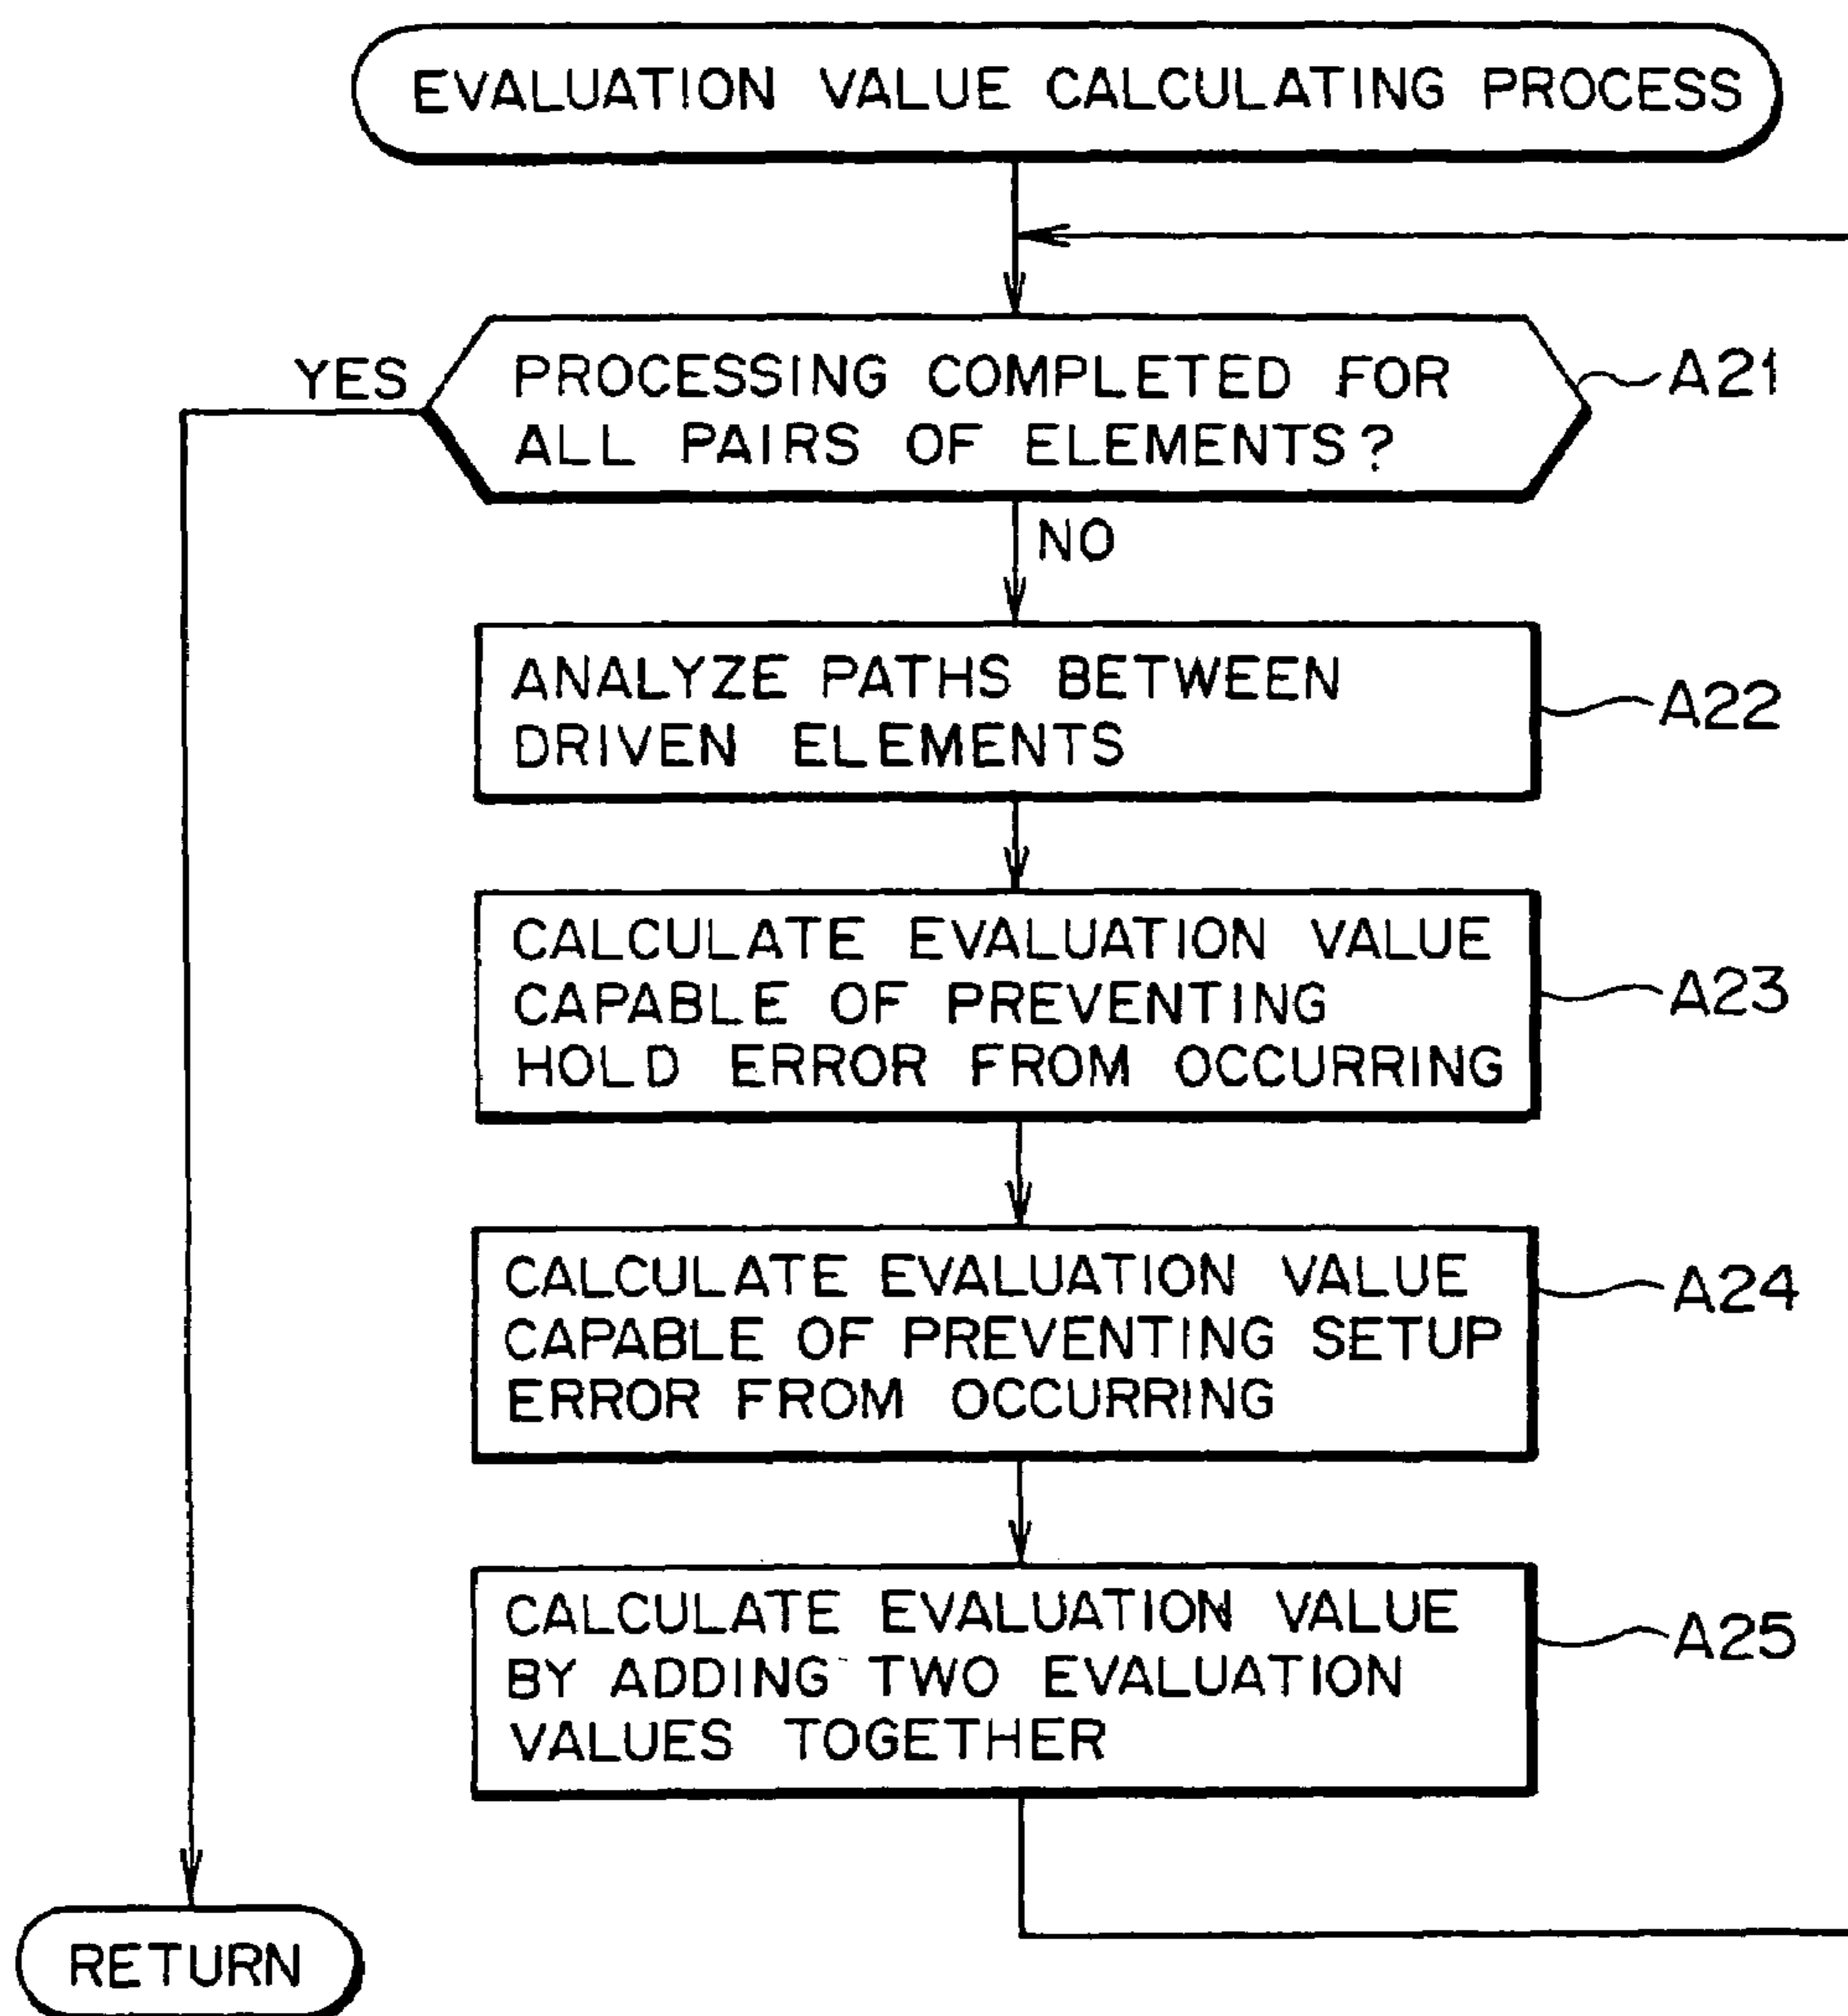 EVALUATION VALUE CALCULATING PROCESS
YES
PROCESSING COMPLETED FOR
ALL PAIRS OF ELEMENTS?
A21
NO
ANALYZE PATHS BETWEEN
DRIVEN ELEMENTS
A22
CALCULATE EVALUATION VALUE
CAPABLE OF PREVENTING
HOLD ERROR FROM OCCURRING
A23
CALCULATE EVALUATION VALUE
CAPABLE OF PREVENTING SETUP
ERROR FROM OCCURRING
A24
CALCULATE EVALUATION VALUE
BY ADDING TWO EVALUATION
VALUES TOGETHER
A25
RETURN